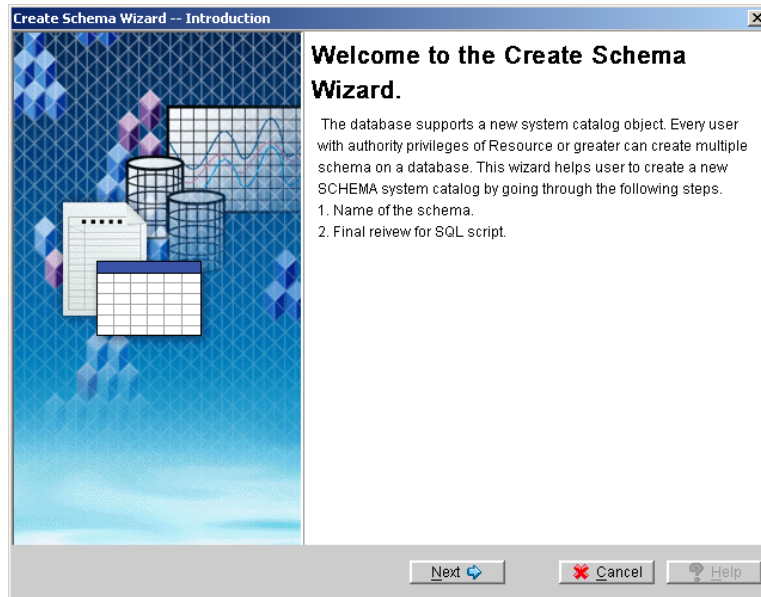 Create Schema Wizard -- Introduction
Welcome to the Create Schema
Wizard.
The database supports a new system catalog object. Every user
with authority privileges of Resource or greater can create multiple
schema on a database. This wizard helps user to create a new
SCHEMA system catalog by going through the following steps.
1. Name of the schema.
2. Final reivew for SQL script.
Next
Cancel
Help